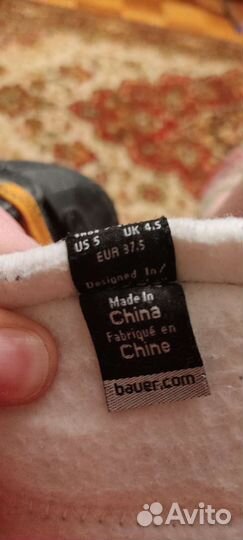 US 5 UK 4.5
EUR 37.5
Designed In/
Made In
China
Fabriqué en
Chine
bauer.com
Avito